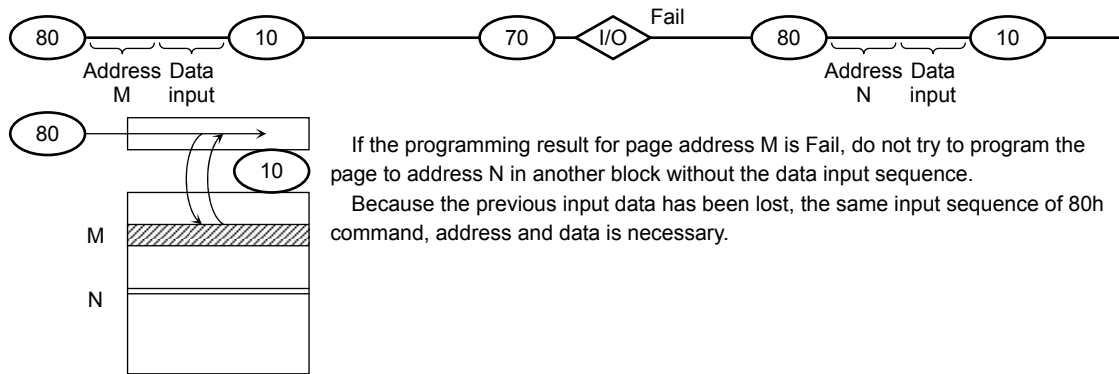 Fail
80 10 70 I/O 80 10
Address Data Address Data
M input N input
80
If the programming result for page address M is Fail, do not try to program the
10
page to address N in another block without the data input sequence.
Because the previous input data has been lost, the same input sequence of 80h
M
command, address and data is necessary.
N